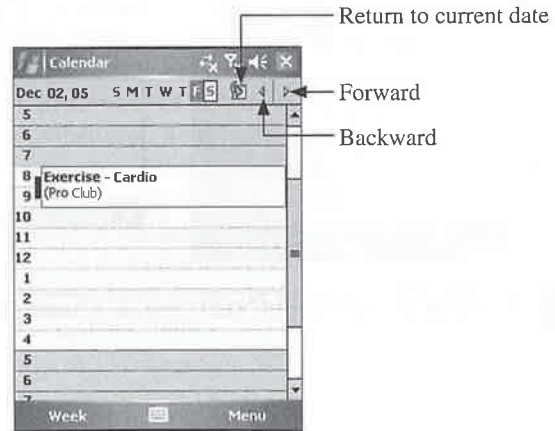 Return to current date
Calendar
Dec 02, 05 S M T W T F S
Forward
Backward
5
6
7
8 Exercise - Cardio
(Pro Club)
9
10
11
12
1
2
3
4
5
6
7
Week Menu